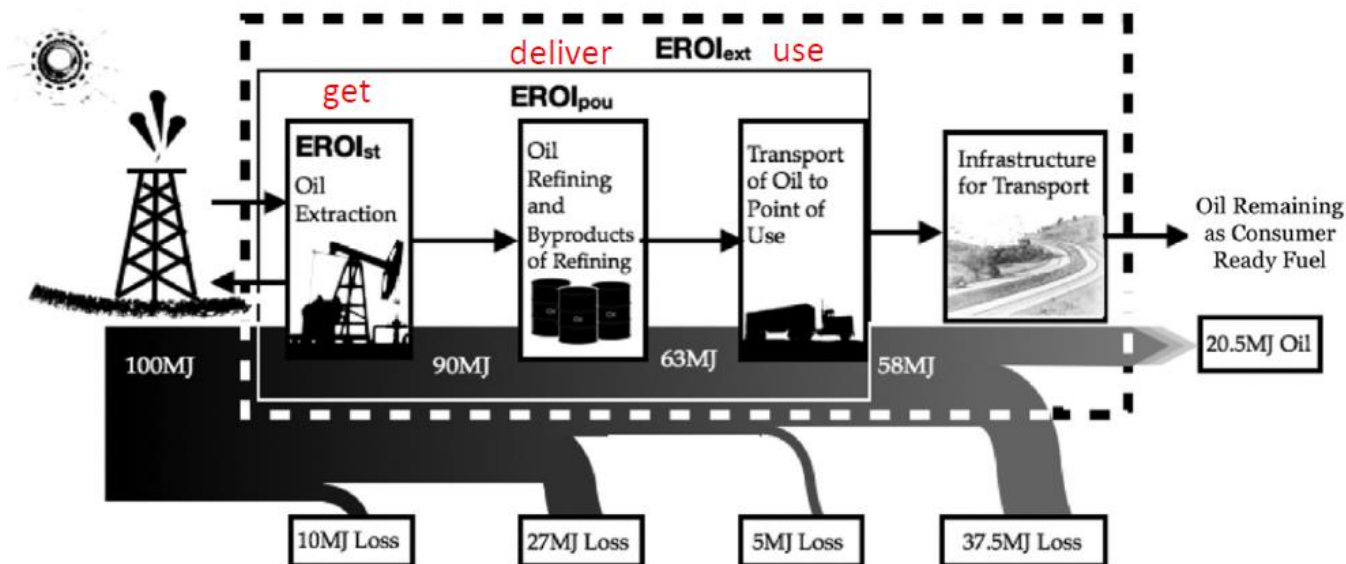 deliver
EROIext
use
get
EROIpou
EROIst
Oil
Extraction
Oil
Refining
and
Byproducts
of Refining
Transport
of Oil to
Point of
Use
Infrastructure
for Transport
Oil Remaining
as Consumer
Ready Fuel
100MJ
90MJ
63MJ
58MJ
20.5MJ Oil
10MJ Loss
27MJ Loss
5MJ Loss
37.5MJ Loss